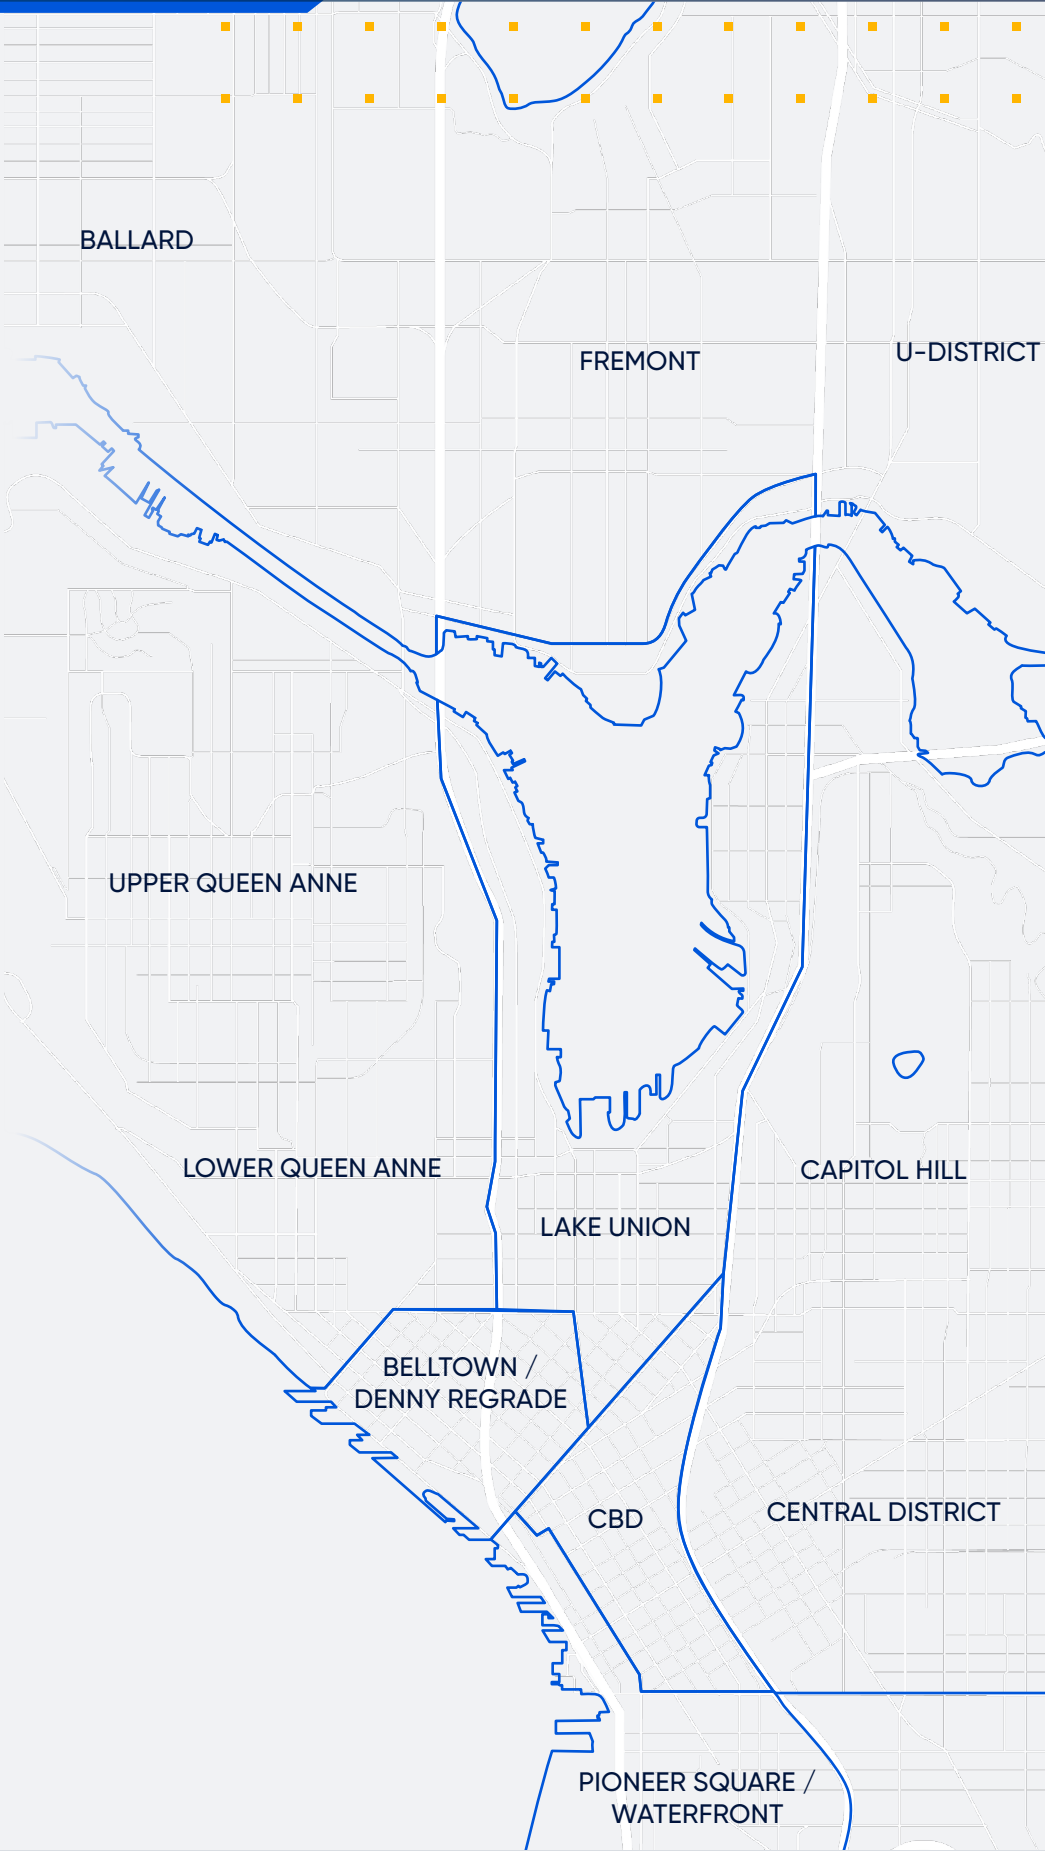 BALLARD
FREMONT
U-DISTRICT
UPPER QUEEN ANNE
LOWER QUEEN ANNE
CAPITOL HILL
LAKE UNION
BELLTOWN /
DENNY REGRADE
CBD
CENTRAL DISTRICT
PIONEER SQUARE /
WATERFRONT